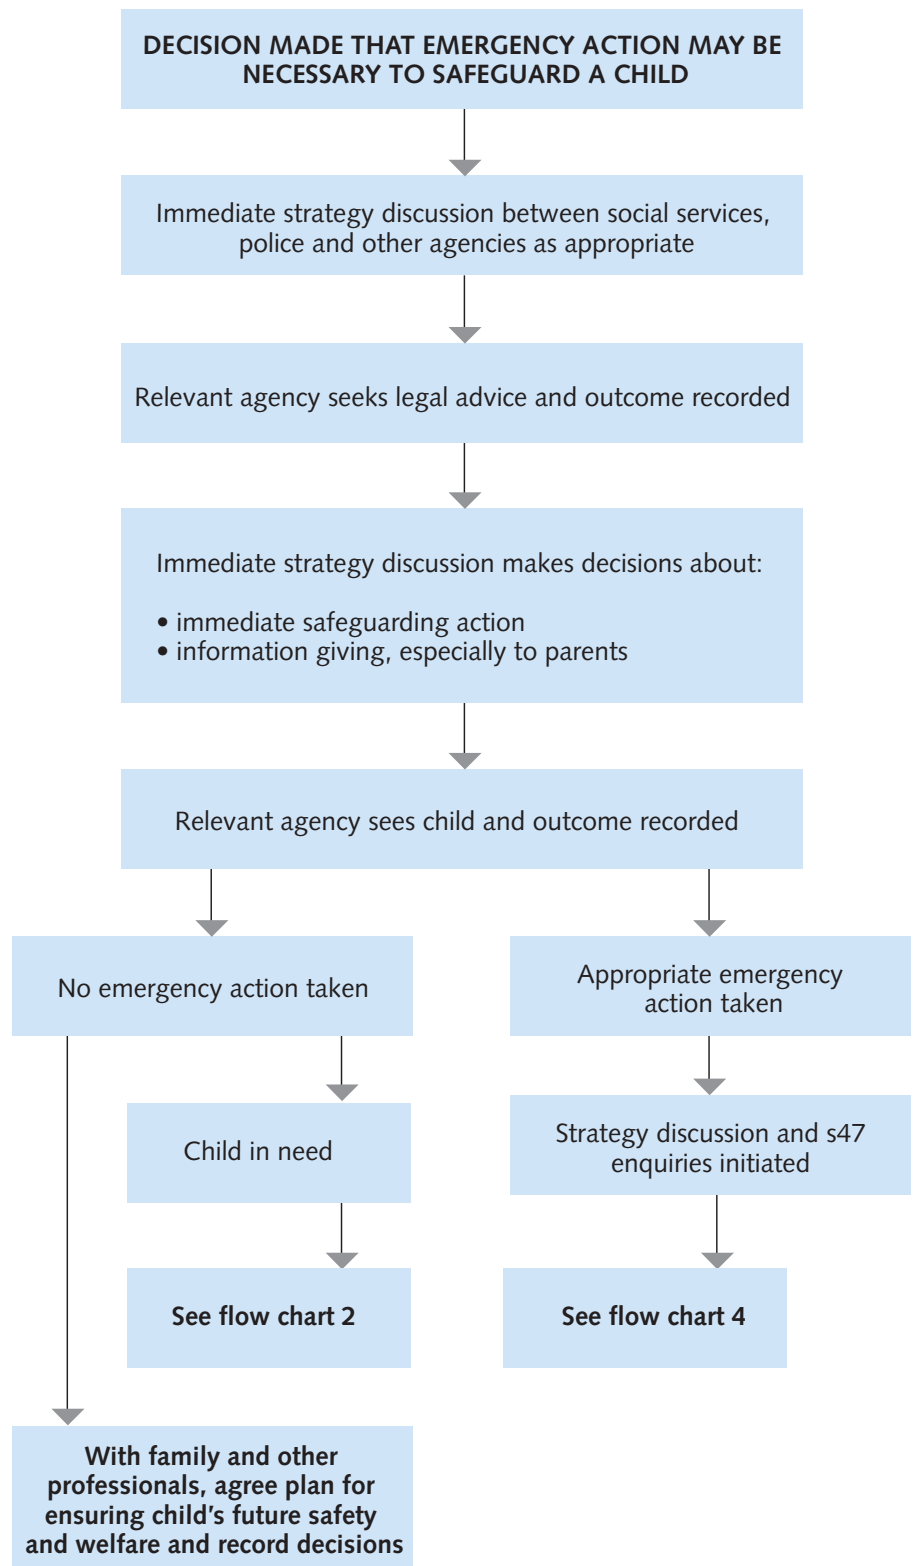 DECISION MADE THAT EMERGENCY ACTION MAY BE
NECESSARY TO SAFEGUARD A CHILD
Immediate strategy discussion between social services,
police and other agencies as appropriate
Relevant agency seeks legal advice and outcome recorded
Immediate strategy discussion makes decisions about:
• immediate safeguarding action
• information giving, especially to parents
Relevant agency sees child and outcome recorded
No emergency action taken
Appropriate emergency
action taken
Child in need
Strategy discussion and s47
enquiries initiated
See flow chart 2
See flow chart 4
With family and other
professionals, agree plan for
ensuring child’s future safety
and welfare and record decisions